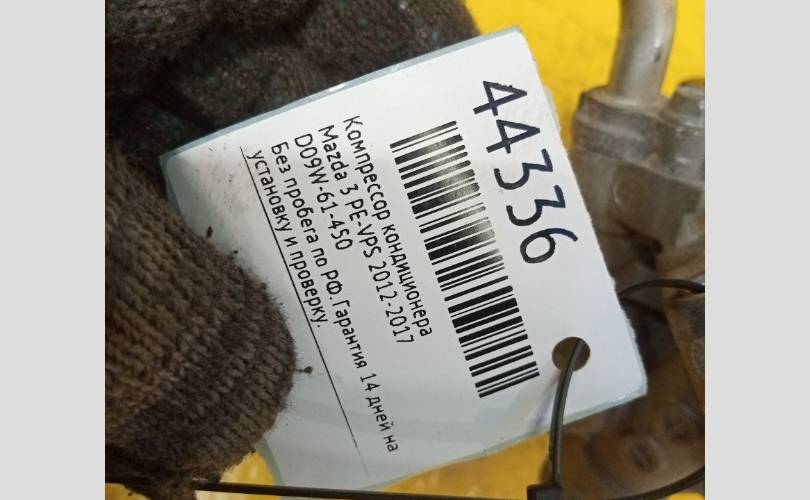 44336
Компрессор кондиционера
Mazda 3 PE-VPS 2012-2017
D09W-61-450
Без пробега по РФ. Гарантия 14 дней на
установку и проверку.